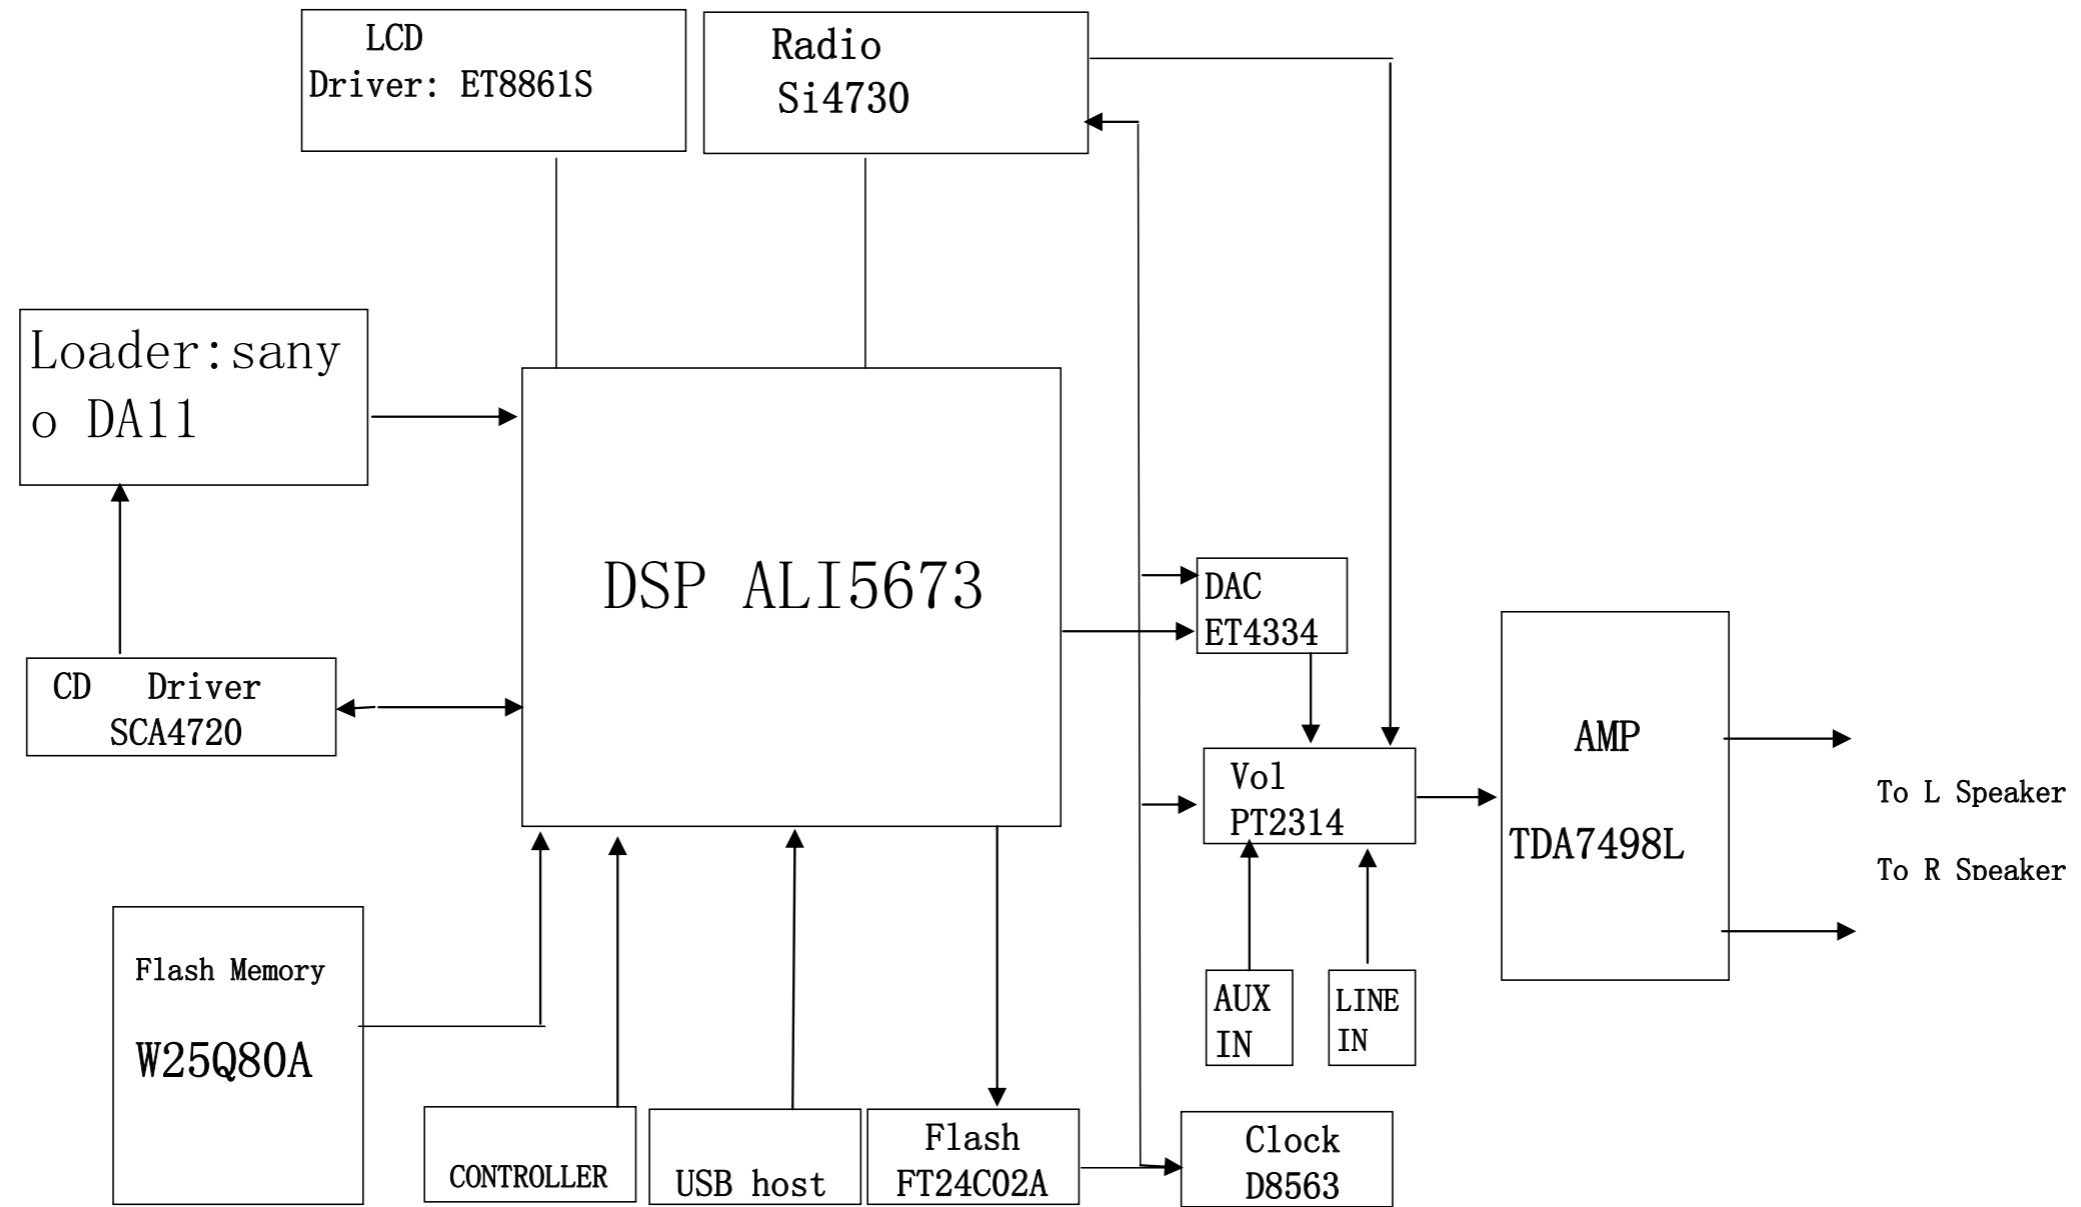 LCD
Driver: ET8861S
Radio
Si4730
Loader:sany
o DA11
DSP ALI5673
DAC
ET4334
CD Driver
SCA4720
Vol
PT2314
AMP
TDA7498L
To L Speaker
To R Speaker
Flash Memory
W25Q80A
AUX
IN
LINE
IN
CONTROLLER
USB host
Flash
FT24C02A
Clock
D8563